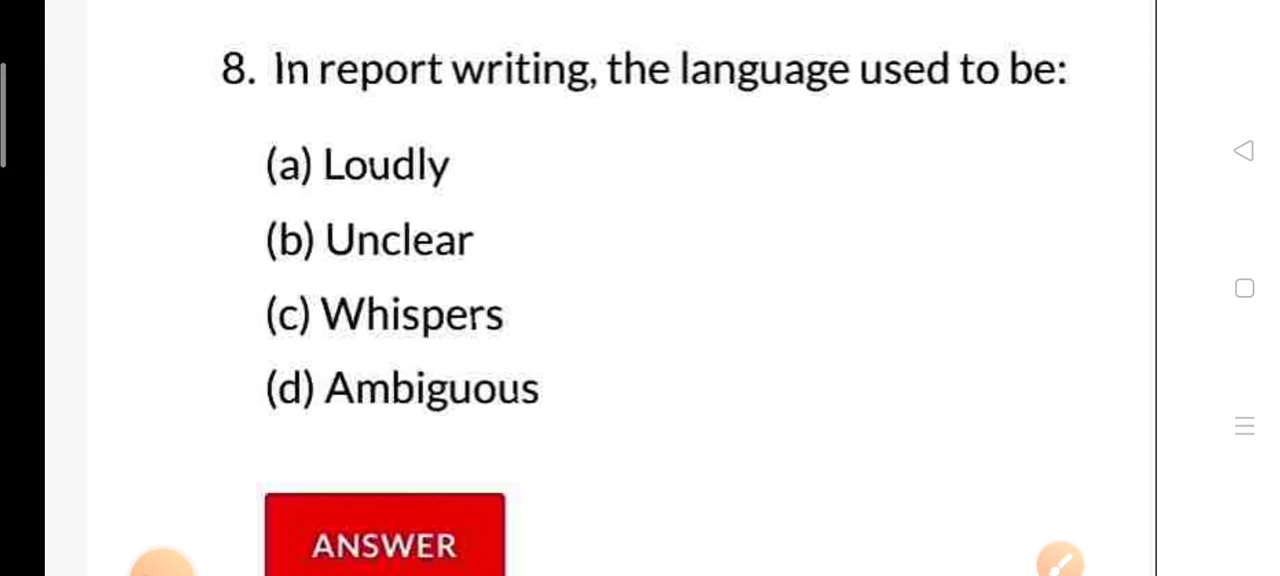 8. In report writing, the language used to be:
(a) Loudly
(b) Unclear
(c) Whispers
(d) Ambiguous
ANSWER